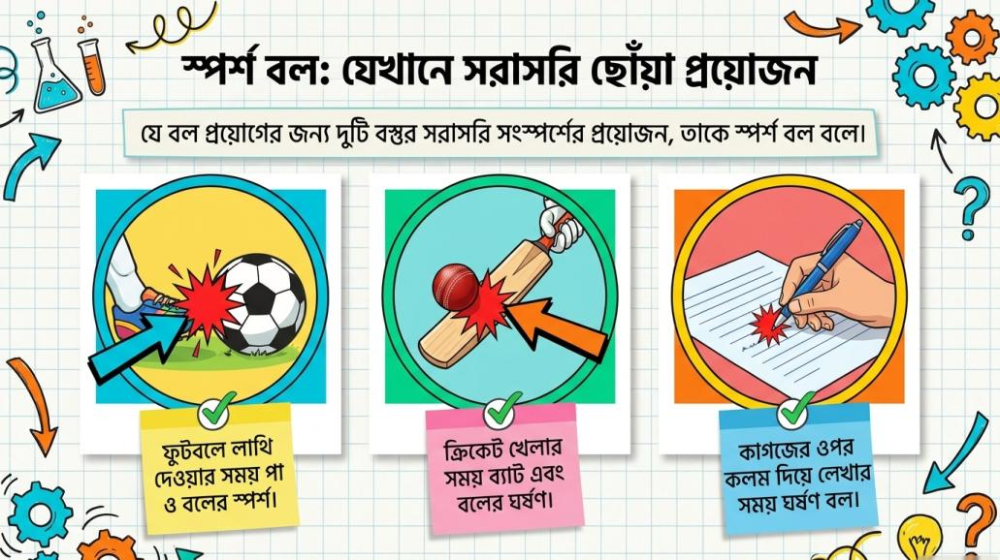 স্পর্শ বল: যেখানে সরাসরি ছোঁয়া প্রয়োজন
যে বল প্রয়োগের জন্য দুটি বস্তুর সরাসরি সংস্পর্শের প্রয়োজন, তাকে স্পর্শ বল বলে।
ফুটবলে লাথি
দেওয়ার সময় পা
ও বলের স্পর্শ।
ক্রিকেট খেলার
সময় ব্যাট এবং
বলের ঘর্ষণ।
কাগজের ওপর
কলম দিয়ে লেখার
সময় ঘর্ষণ বল।